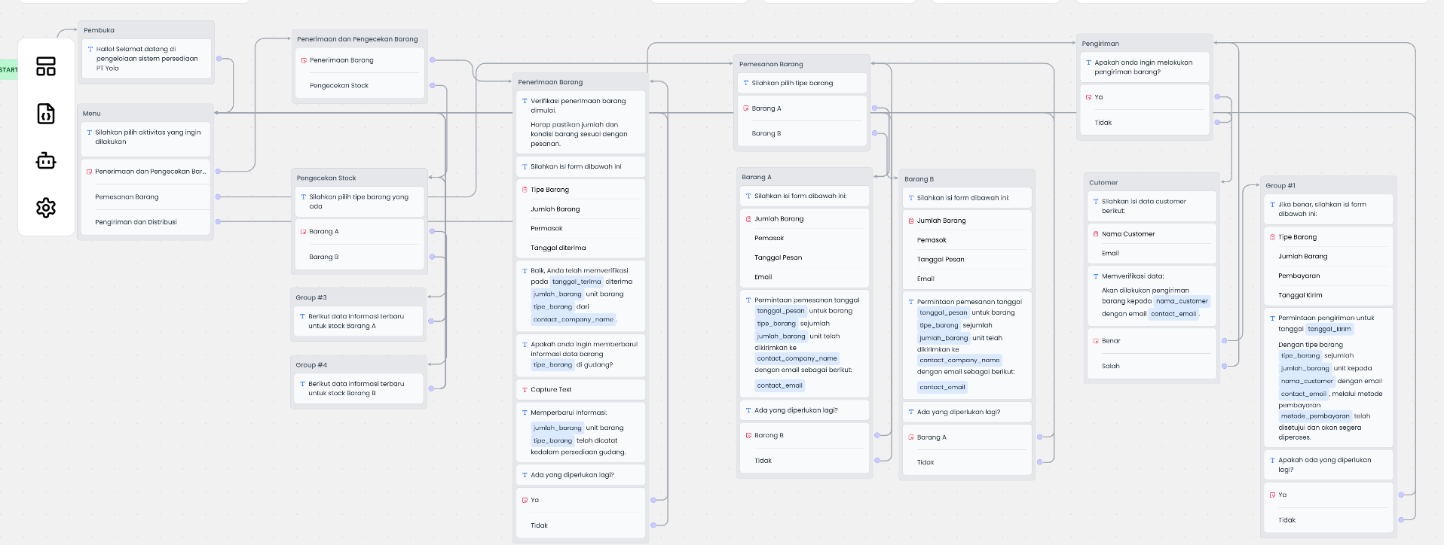 START
Pembuka
Hallo! Selamat datang di
pengelolaan sistem persediaan
PT Yolo
Menu
Silahkan pilih aktivitas yang ingin
dilakukan
Penerimaan dan Pengecekan Bar...
Pemesanan Barang
Pengiriman dan Distribusi
Penerimaan dan Pengecekan Barang
Penerimaan Barang
Pengecekan Stock
Pengecekan Stock
Silahkan pilih tipe barang yang
ada
Barang A
Barang B
Group #3
Berikut data informasi terbaru
untuk stock Barang A
Group #4
Berikut data informasi terbaru
untuk stock Barang B
Penerimaan Barang
Verifikasi penerimaan barang
dimulai.
Harap pastikan jumlah dan
kondisi barang sesuai dengan
pesanan.
Silahkan isi form dibawah ini
Tipe Barang
Jumlah Barang
Pemasok
Tanggal diterima
Baik, Anda telah memverifikasi
pada tanggal_terima diterima
jumlah_barang unit barang
tipe_barang dari
contact_company_name .
Apakah anda ingin memberbarui
informasi data barang
tipe_barang di gudang?
Capture Text
Memperbarui informasi:
jumlah_barang unit barang
tipe_barang telah dicatat
kedalam persediaan gudang.
Ada yang diperlukan lagi?
Ya
Tidak
Pemesanan Barang
Silahkan pilih tipe barang
Barang A
Barang B
Barang A
Silahkan isi form dibawah ini:
Jumlah Barang
Pemasok
Tanggal Pesan
Email
Permintaan pemesanan tanggal
tanggal_pesan untuk barang
tipe_barang sejumlah
jumlah_barang unit telah
dikirimkan ke
contact_company_name
dengan email sebagai berikut:
contact_email
Ada yang diperlukan lagi?
Barang B
Tidak
Barang B
Silahkan isi form dibawah ini:
Jumlah Barang
Pemasok
Tanggal Pesan
Email
Permintaan pemesanan tanggal
tanggal_pesan untuk barang
tipe_barang sejumlah
jumlah_barang unit telah
dikirimkan ke
contact_company_name
dengan email sebagai berikut:
contact_email
Ada yang diperlukan lagi?
Barang A
Tidak
Pengiriman
Apakah anda ingin melakukan
pengiriman barang?
Ya
Tidak
Cutomer
Silahkan isi data customer
berikut:
Nama Customer
Email
Memverifikasi data:
Akan dilakukan pengiriman
barang kepada nama_customer
dengan email contact_email .
Benar
Salah
Group #1
Jika benar, silahkan isi form
dibawah ini:
Tipe Barang
Jumlah Barang
Pembayaran
Tanggal Kirim
Permintaan pengiriman untuk
tanggal tanggal_kirim
Dengan tipe barang
tipe_barang sejumlah
jumlah_barang unit kepada
nama_customer dengan email
contact_email , melalui metode
pembayaran
metode_pembayaran telah
disetujui dan akan segera
diperoses.
Apakah ada yang diperlukan
lagi?
Ya
Tidak